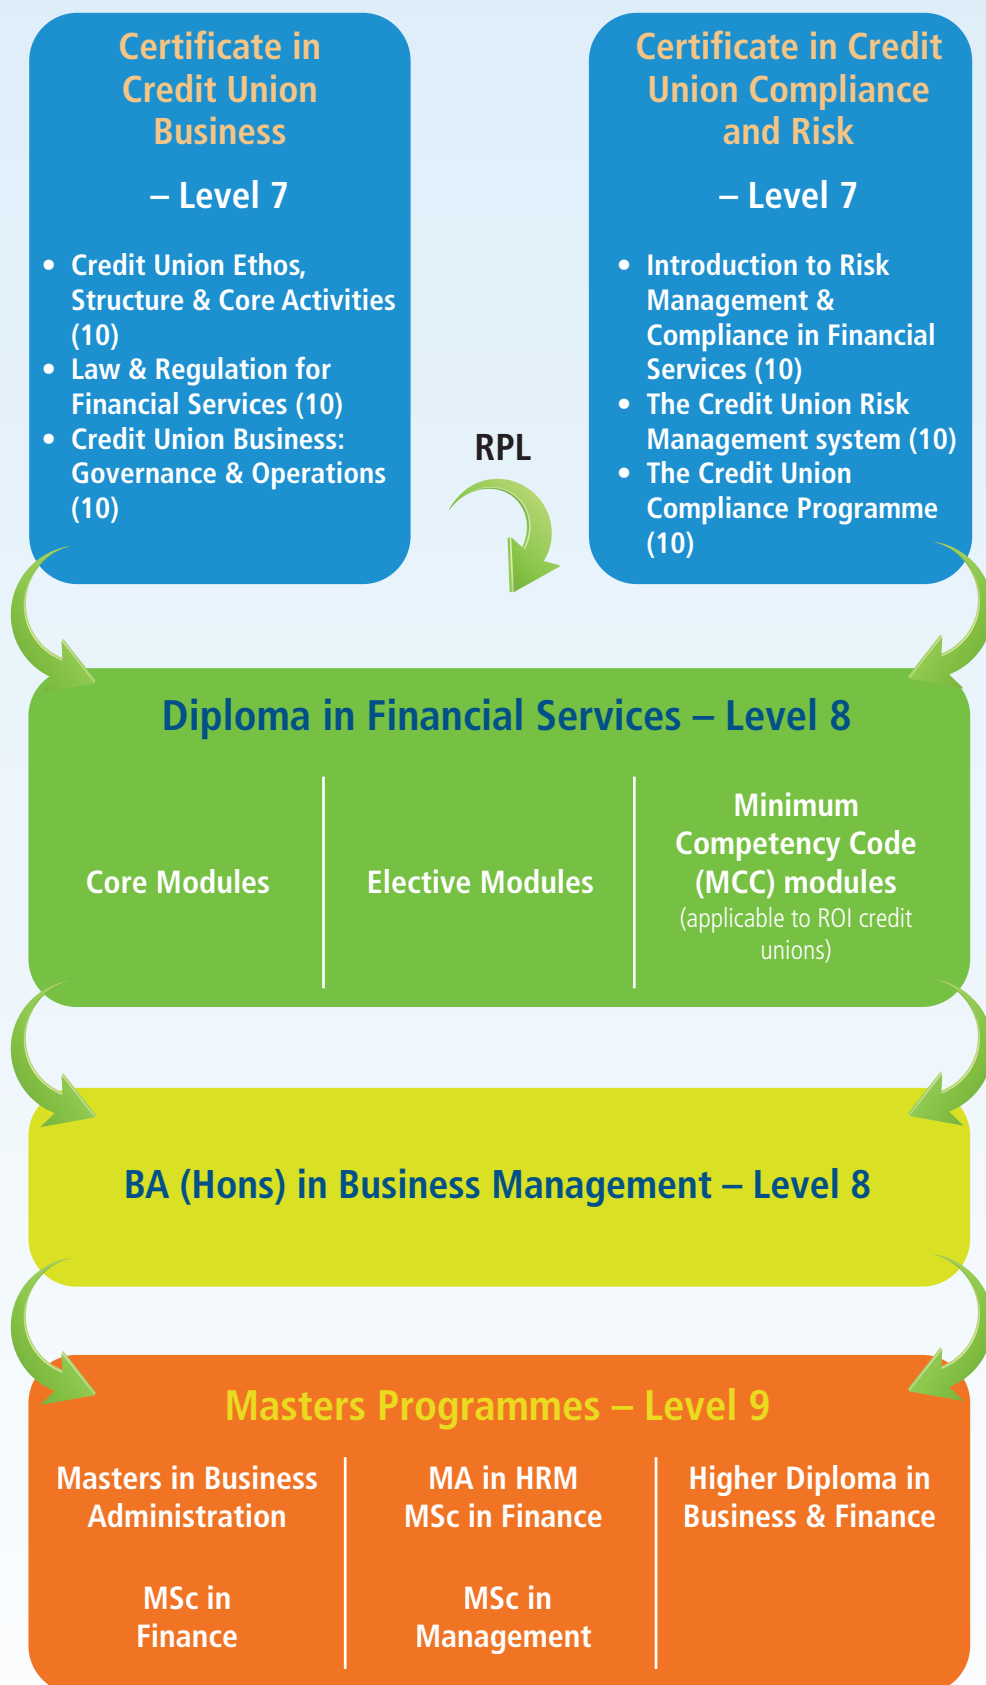 Certificate in
Credit Union
Business
– Level 7
• Credit Union Ethos,
Structure & Core Activities
(10)
• Law & Regulation for
Financial Services (10)
• Credit Union Business:
Governance & Operations
(10)
RPL
Certificate in Credit
Union Compliance
and Risk
– Level 7
• Introduction to Risk
Management &
Compliance in Financial
Services (10)
• The Credit Union Risk
Management system (10)
• The Credit Union
Compliance Programme
(10)
Diploma in Financial Services – Level 8
Core Modules
Elective Modules
Minimum
Competency Code
(MCC) modules
(applicable to ROI credit
unions)
BA (Hons) in Business Management – Level 8
Masters Programmes – Level 9
Masters in Business
Administration
MSc in
Finance
MA in HRM
MSc in Finance
MSc in
Management
Higher Diploma in
Business & Finance